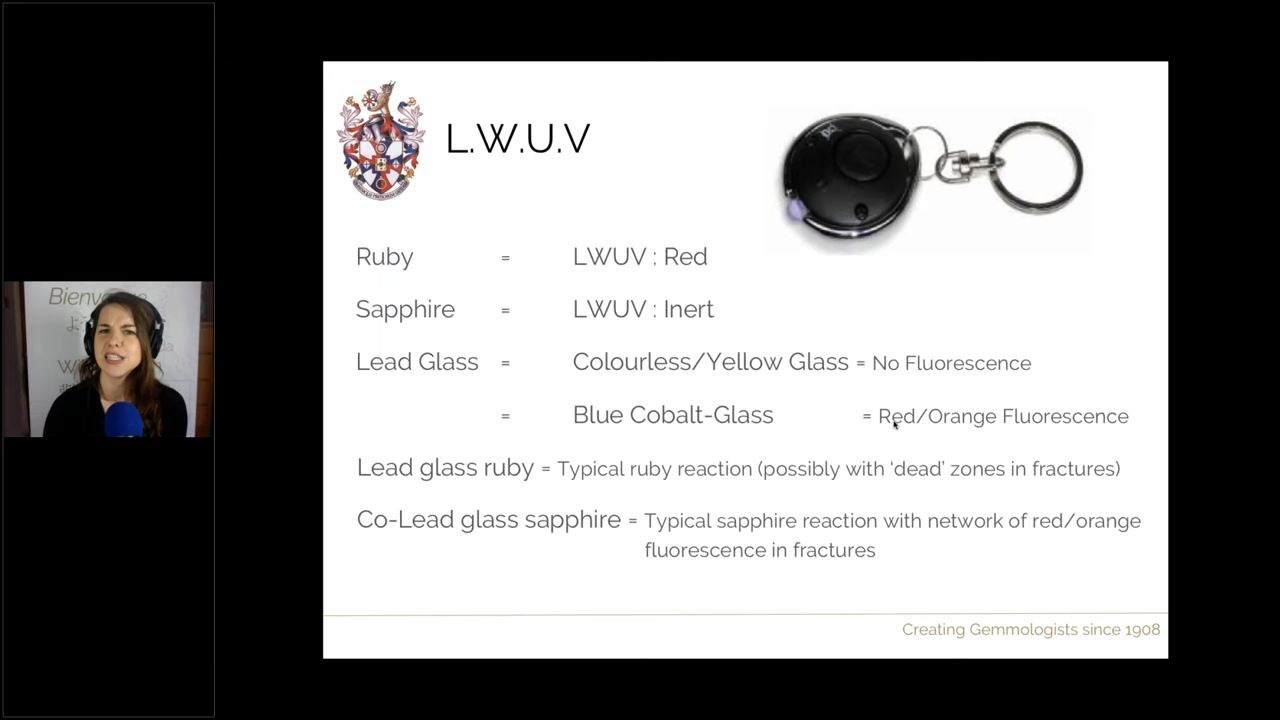 L.W.U.V
Ruby = LWUV : Red
Sapphire = LWUV : Inert
Lead Glass = Colourless/Yellow Glass = No Fluorescence
= Blue Cobalt-Glass = Red/Orange Fluorescence
Lead glass ruby = Typical ruby reaction (possibly with ‘dead’ zones in fractures)
Co-Lead glass sapphire = Typical sapphire reaction with network of red/orange
fluorescence in fractures
Creating Gemmologists since 1908